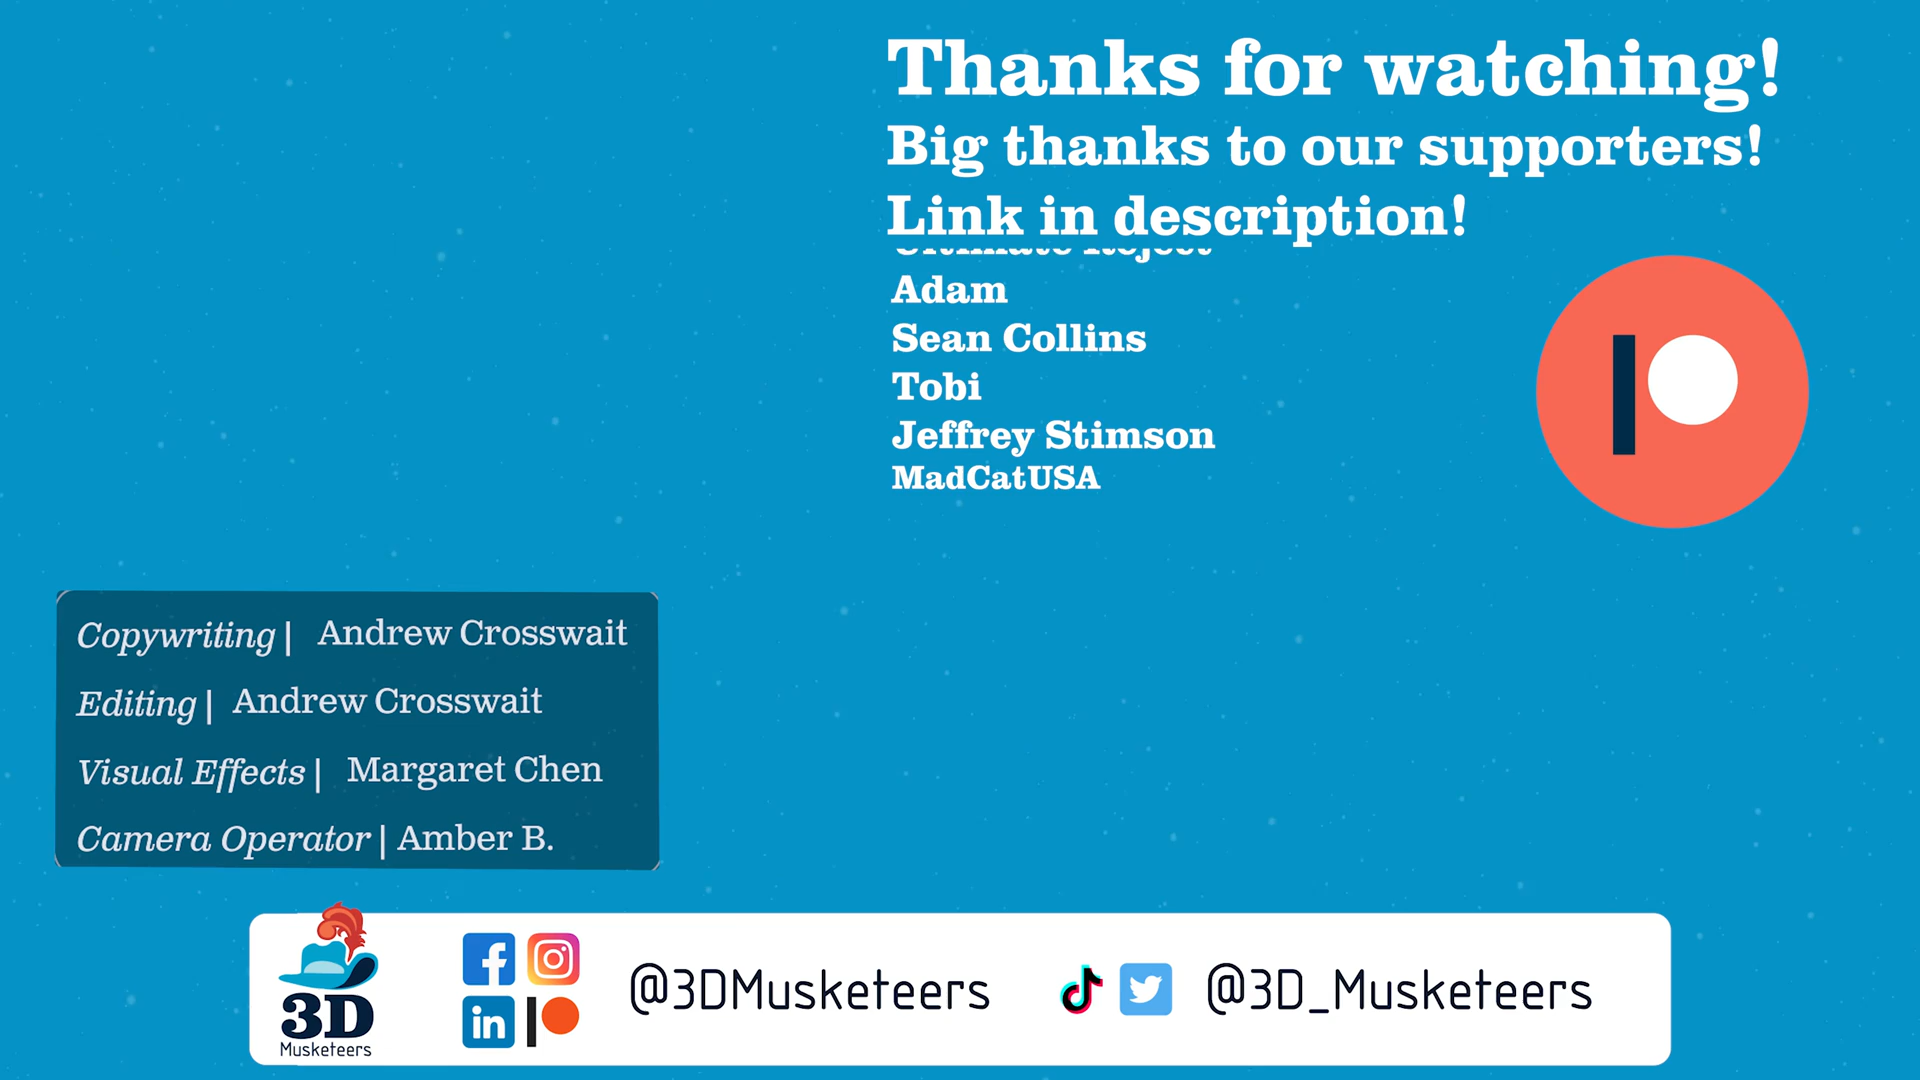 Thanks for watching!
Big thanks to our supporters!
Link in description!
Adam
Sean Collins
Tobi
Jeffrey Stimson
MadCatUSA
Copywriting | Andrew Crosswait
Editing | Andrew Crosswait
Visual Effects | Margaret Chen
Camera Operator | Amber B.
3D
Musketeers
in
@3DMusketeers
@3D_Musketeers